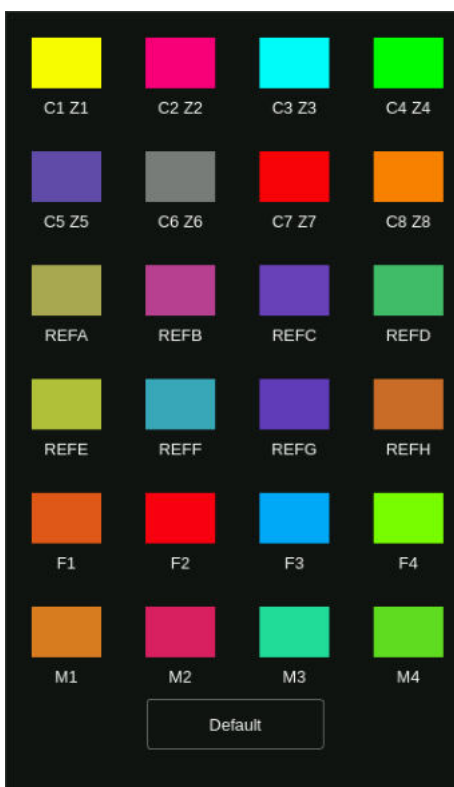 C1 Z1 C2 Z2 C3 Z3 C4 Z4
C5 Z5 C6 Z6 C7 Z7 C8 Z8
REFA REFB REFC REFD
REFE REFF REFG REFH
F1 F2 F3 F4
M1 M2 M3 M4
Default